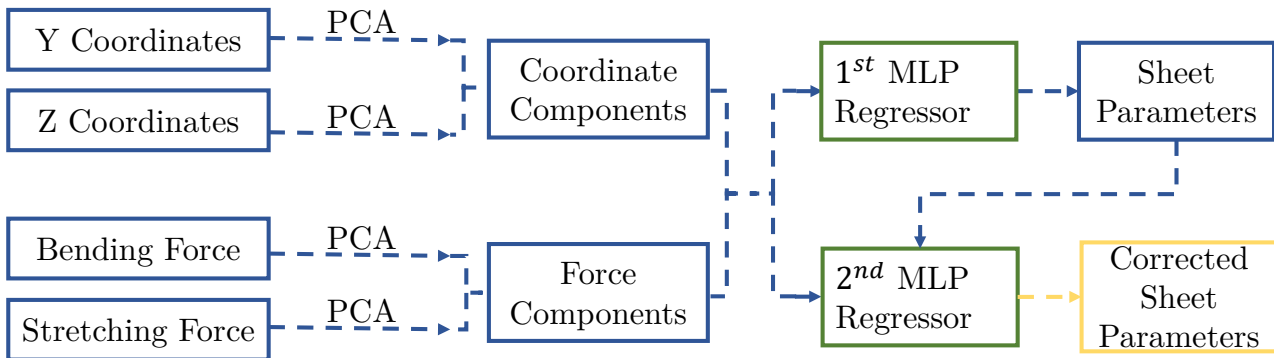 Y Coordinates
PCA
Z Coordinates
PCA
Coordinate
Components
Bending Force
PCA
Stretching Force
PCA
Force
Components
1st MLP
Regressor
Sheet
Parameters
2nd MLP
Regressor
Corrected
Sheet
Parameters